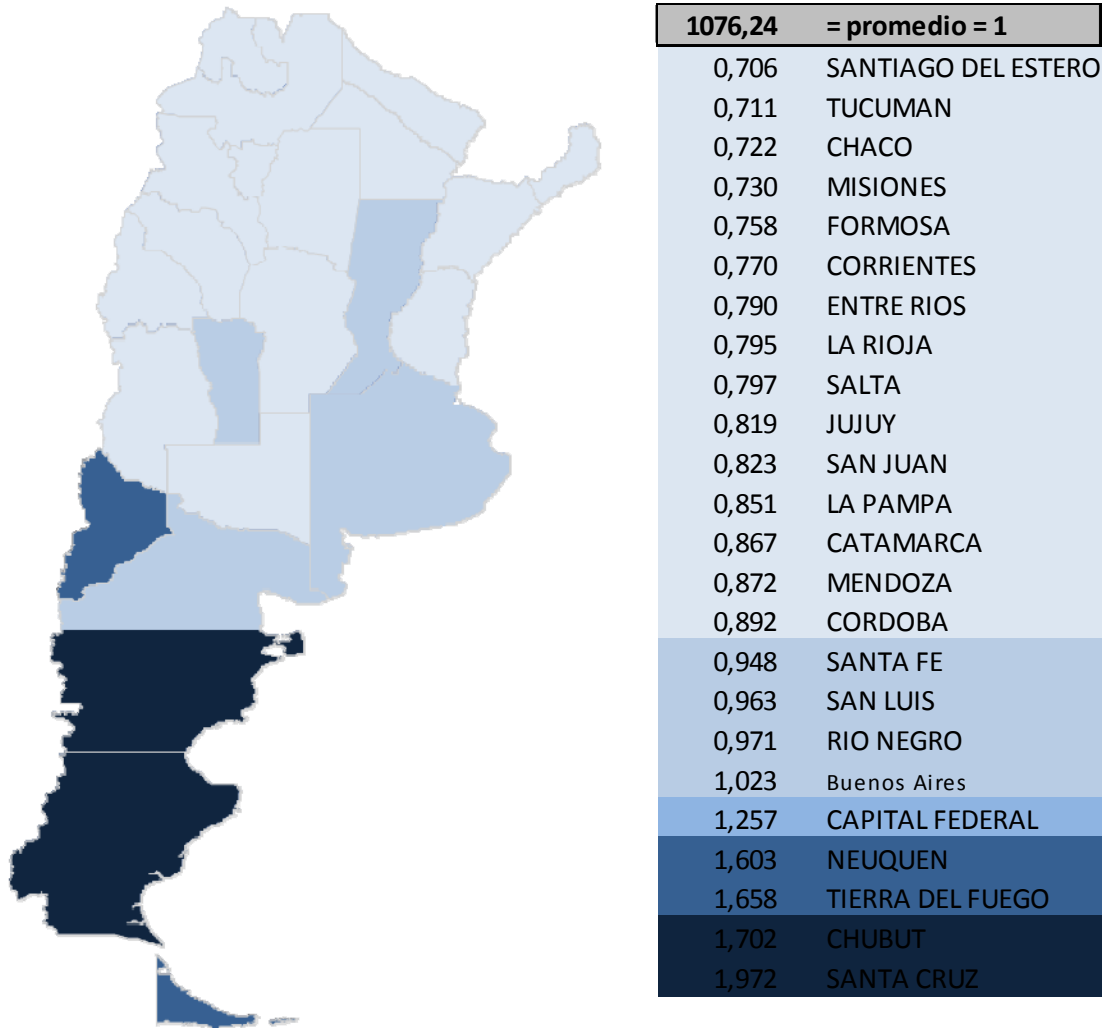 1076,24 = promedio = 1
0,706 SANTIAGO DEL ESTERO
0,711 TUCUMAN
0,722 CHACO
0,730 MISIONES
0,758 FORMOSA
0,770 CORRIENTES
0,790 ENTRE RIOS
0,795 LA RIOJA
0,797 SALTA
0,819 JUJUY
0,823 SAN JUAN
0,851 LA PAMPA
0,867 CATAMARCA
0,872 MENDOZA
0,892 CORDOBA
0,948 SANTA FE
0,963 SAN LUIS
0,971 RIO NEGRO
1,023 Buenos Aires
1,257 CAPITAL FEDERAL
1,603 NEUQUEN
1,658 TIERRA DEL FUEGO
1,702 CHUBUT
1,972 SANTA CRUZ